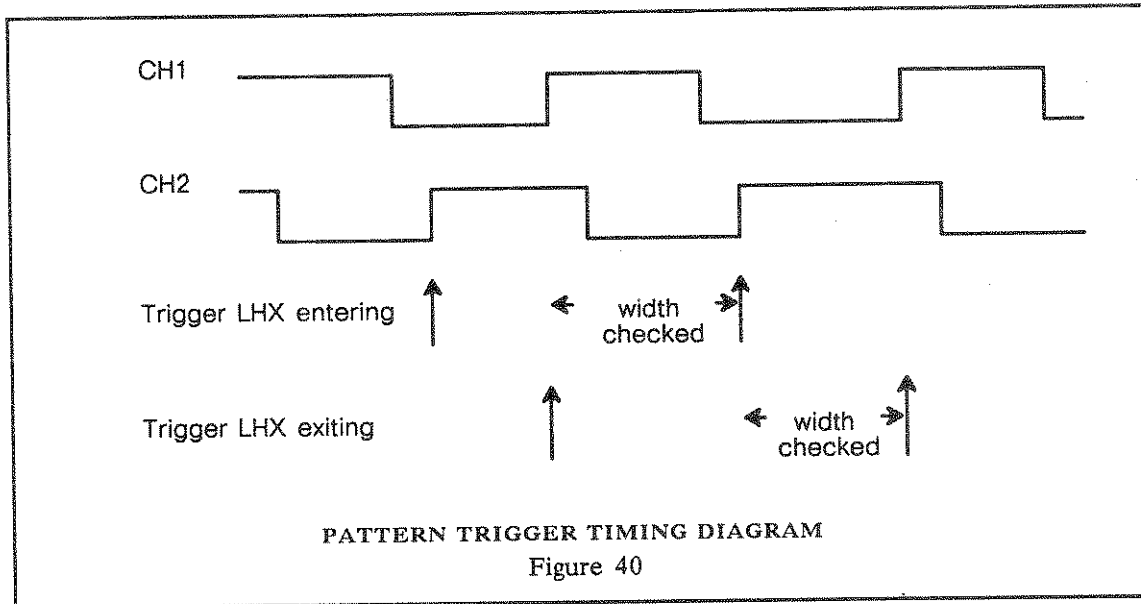 CH1
CH2
Trigger LHX entering
width
checked
Trigger LHX exiting
width
checked
PATTERN TRIGGER TIMING DIAGRAM
Figure 40